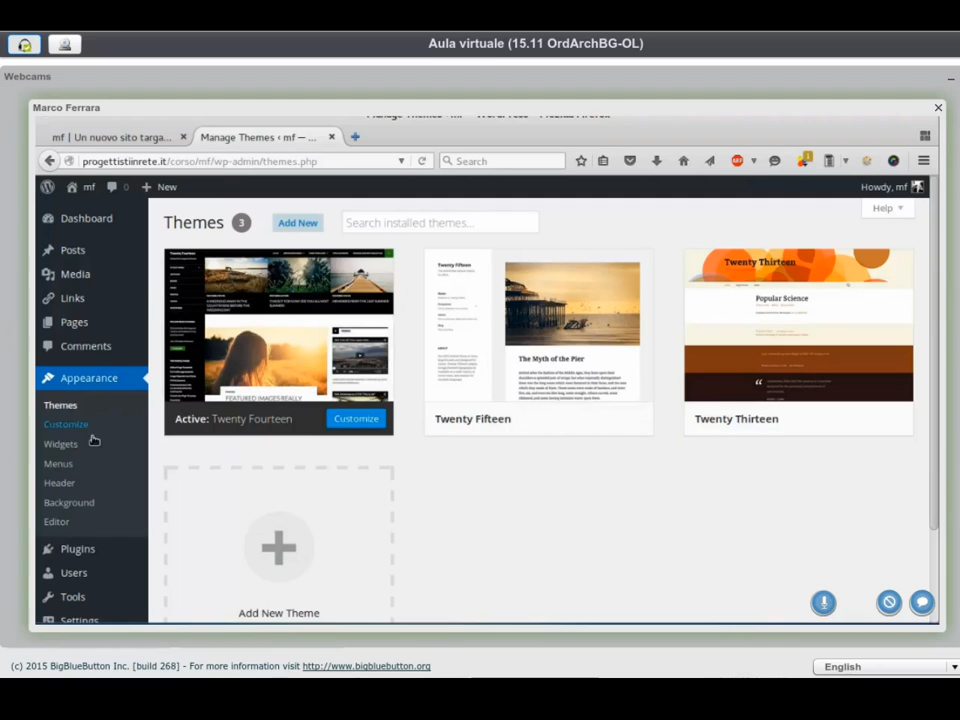 Aula virtuale (15.11 OrdArchBG-OL)
Webcams
Marco Ferrara
mf | Un nuovo sito targa...
Manage Themes ‹ mf — ...
progettistiinrete.it/corso/mf/wp-admin/themes.php
Search
mf 0 New
Howdy, mf
Dashboard
Posts
Media
Links
Pages
Comments
Appearance
Themes
Customize
Widgets
Menus
Header
Background
Editor
Plugins
Users
Tools
Settings
Help
Themes 3 Add New Search installed themes...
FEATURED IMAGES REALLY
Active: Twenty Fourteen Customize
Twenty Fifteen
The Myth of the Pier
Twenty Fifteen
Twenty Thirteen
Popular Science
Twenty Thirteen
Add New Theme
(c) 2015 BigBlueButton Inc. [build 268] - For more information visit http://www.bigbluebutton.org
English